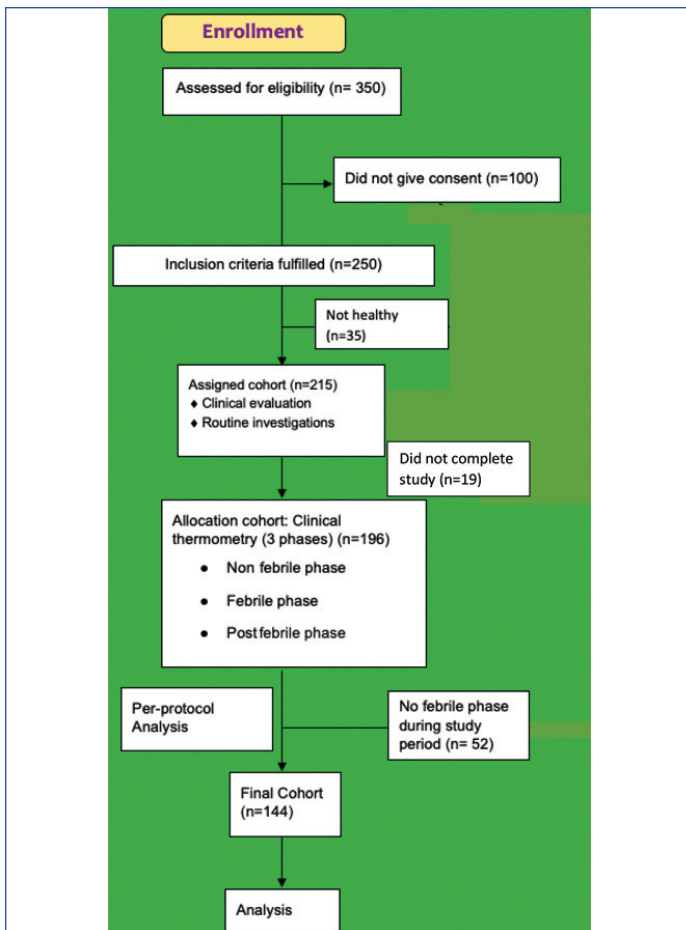 Enrollment
Assessed for eligibility (n= 350)
Did not give consent (n=100)
Inclusion criteria fulfilled (n=250)
Not healthy
(n=35)
Assigned cohort (n=215)
♦ Clinical evaluation
♦ Routine investigations
Did not complete
study (n=19)
Allocation cohort: Clinical
thermometry (3 phases) (n=196)
● Non febrile phase
● Febrile phase
● Post febrile phase
Per-protocol
Analysis
No febrile phase
during study
period (n= 52)
Final Cohort
(n=144)
Analysis